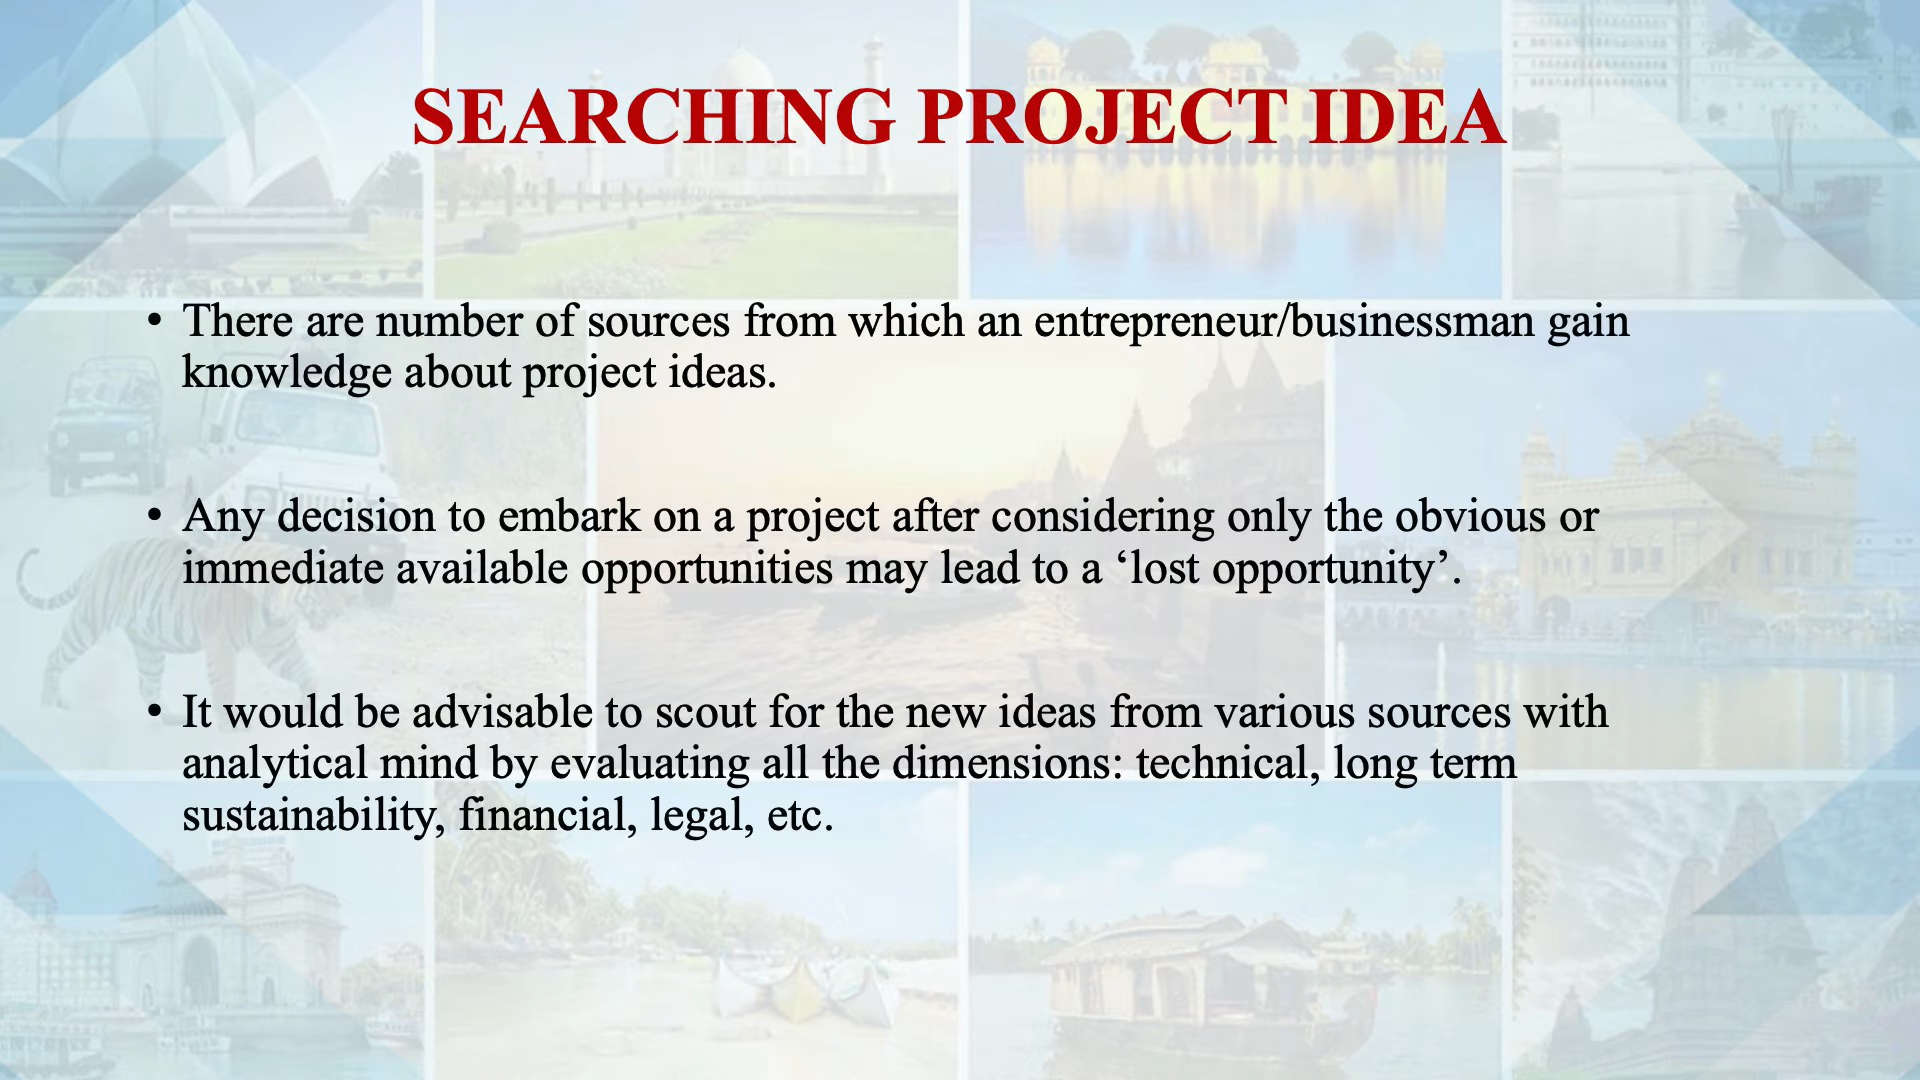 SEARCHING PROJECT IDEA
• There are number of sources from which an entrepreneur/businessman gain
knowledge about project ideas.
• Any decision to embark on a project after considering only the obvious or
immediate available opportunities may lead to a ‘lost opportunity’.
• It would be advisable to scout for the new ideas from various sources with
analytical mind by evaluating all the dimensions: technical, long term
sustainability, financial, legal, etc.